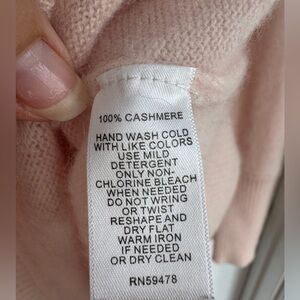 100% CASHMERE
HAND WASH COLD
WITH LIKE COLORS
USE MILD
DETERGENT
ONLY NON-
CHLORINE BLEACH
WHEN NEEDED
DO NOT WRING
OR TWIST
RESHAPE AND
DRY FLAT
WARM IRON
IF NEEDED
OR DRY CLEAN
RN59478